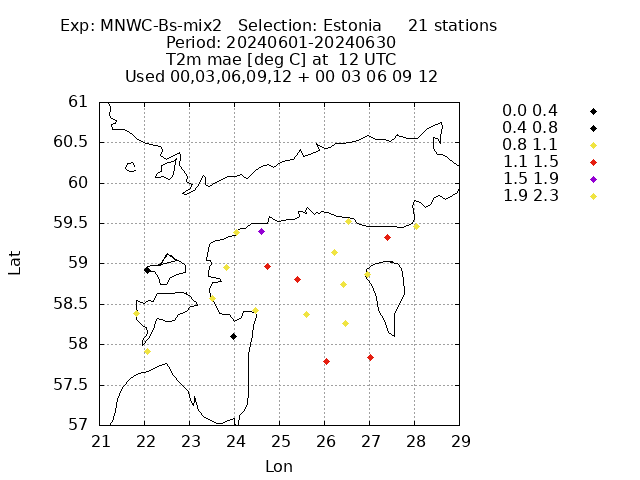 Exp: MNWC-Bs-mix2   Selection: Estonia     21 stations
Period: 20240601-20240630
T2m mae [deg C] at  12 UTC
Used 00,03,06,09,12 + 00 03 06 09 12
0.0 0.4
0.4 0.8
0.8 1.1
1.1 1.5
1.5 1.9
1.9 2.3
61
60.5
60
59.5
59
58.5
58
57.5
57
Lat
21 22 23 24 25 26 27 28 29
Lon